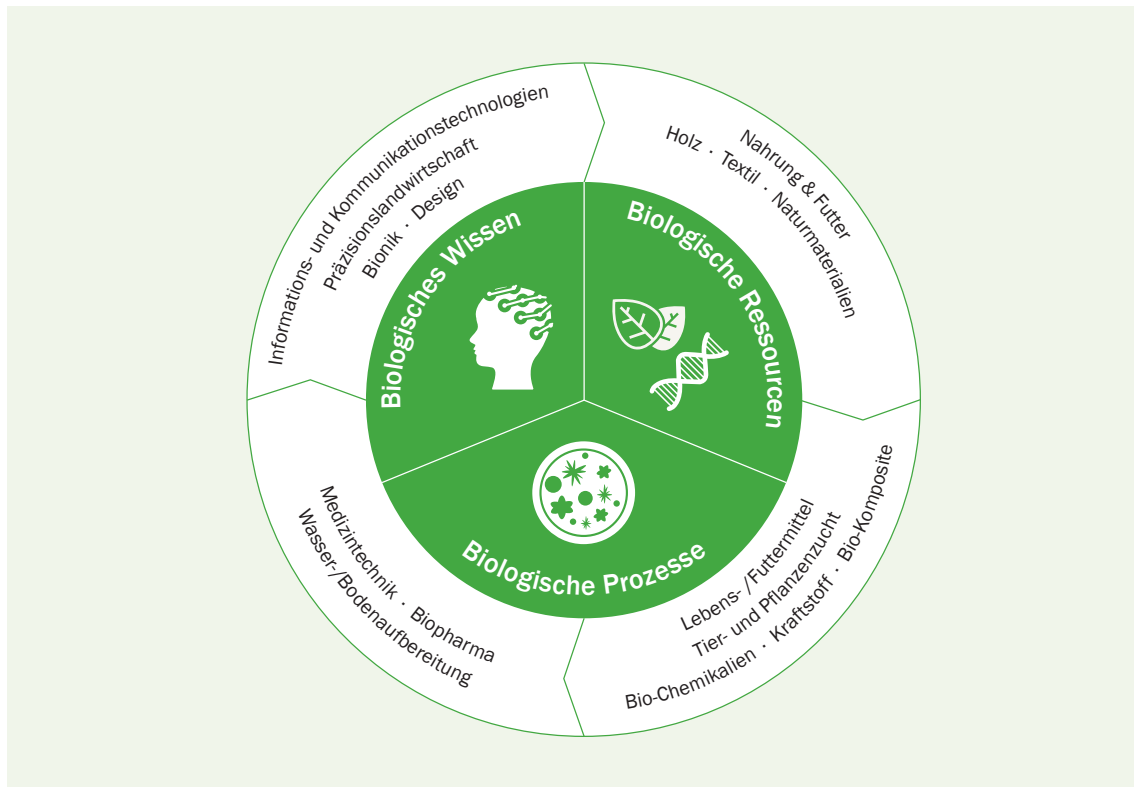 Informations- und Kommunikationstechnologien
Präzisionslandwirtschaft
Bionik · Design
Nahrung & Futter
Holz · Textil · Naturmaterialien
Biologisches Wissen
Biologische Ressourcen
Biologische Prozesse
Medizintechnik · Biopharma
Wasser-/Bodenaufbereitung
Lebens- /Futtermittel
Tier- und Pflanzenzucht
Bio-Chemikalien · Kraftstoff · Bio-Komposite